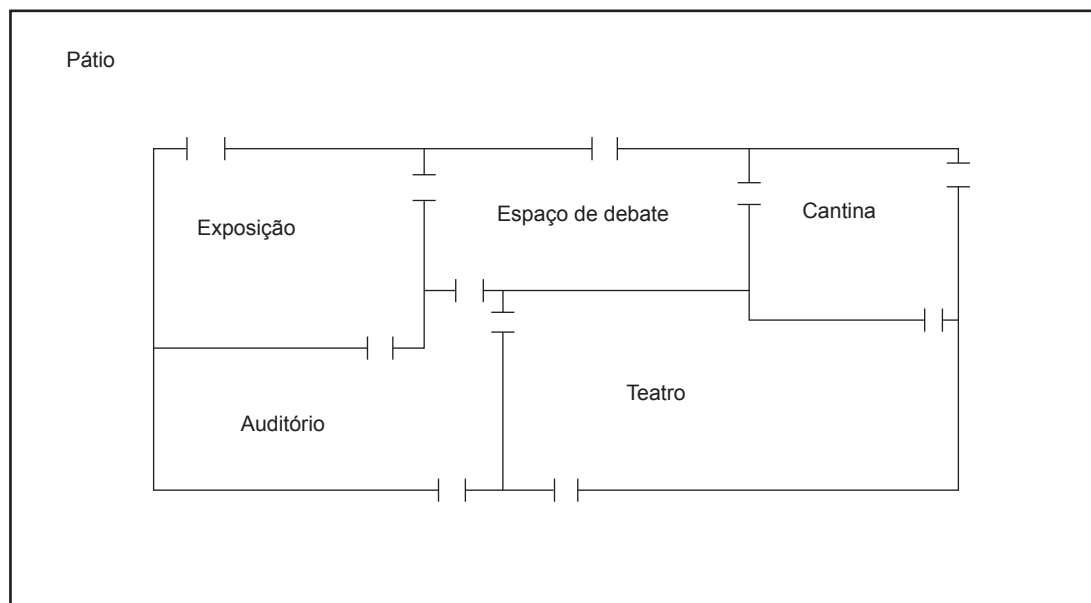 Pátio
Exposição
Espaço de debate
Cantina
Auditório
Teatro